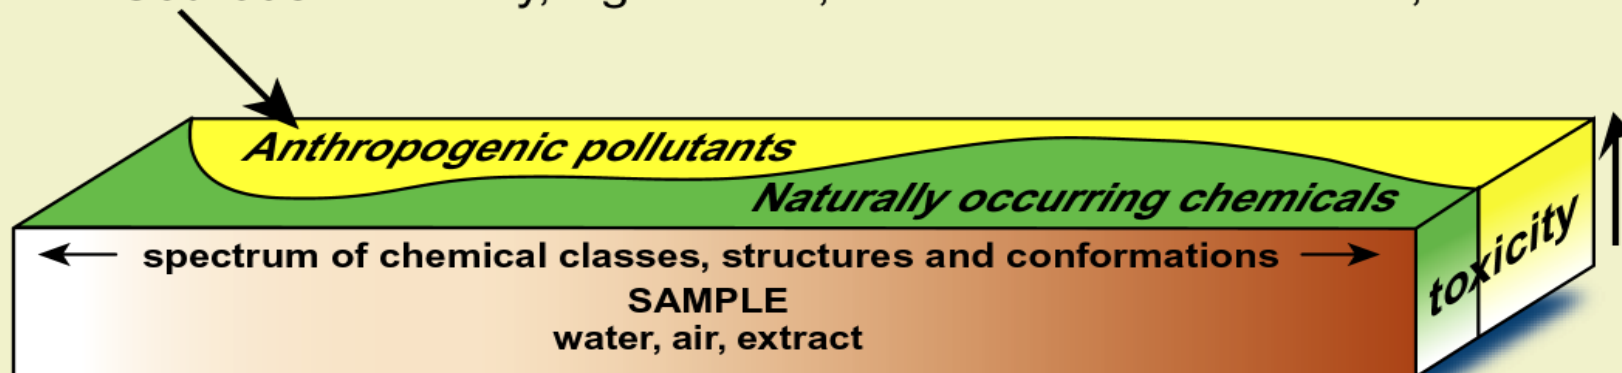 Anthropogenic pollutants
Naturally occurring chemicals
spectrum of chemical classes, structures and conformations
toxicity
SAMPLE
water, air, extract